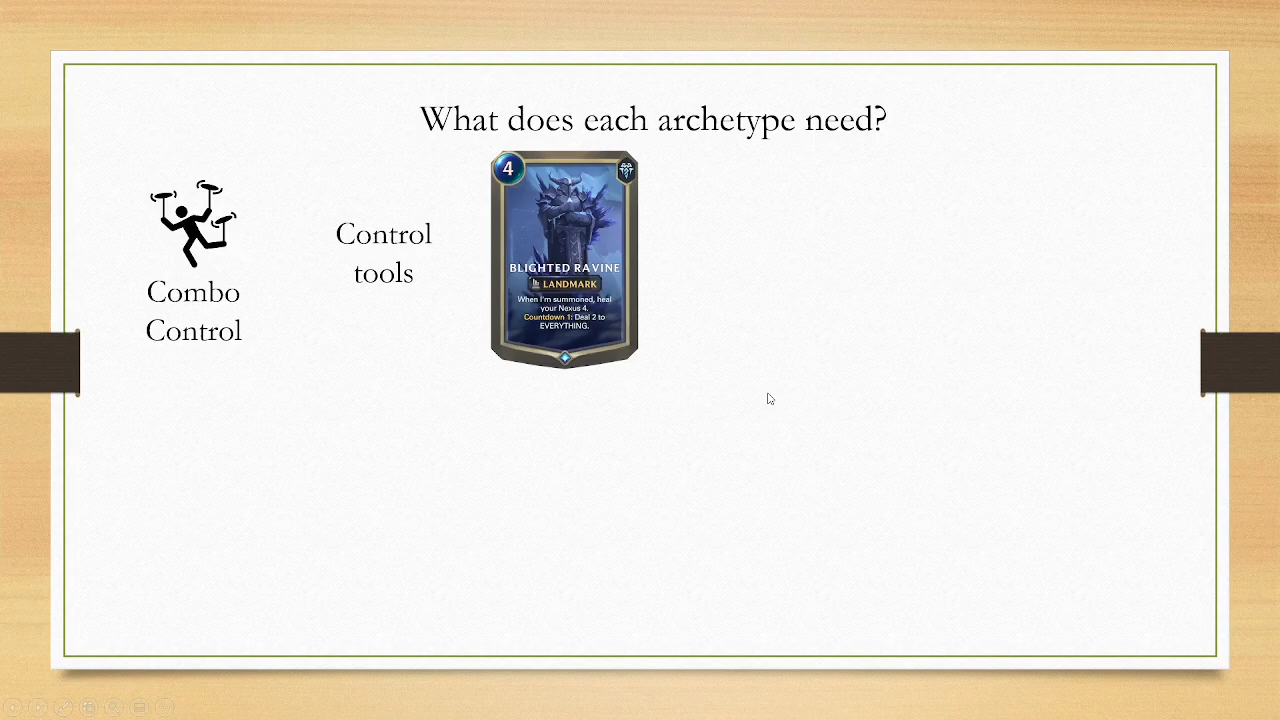 What does each archetype need?
Combo
Control
Control
tools
4
BLIGHTED RAVINE
LANDMARK
When I'm summoned, heal
your Nexus 4.
Countdown 1: Deal 2 to
EVERYTHING.